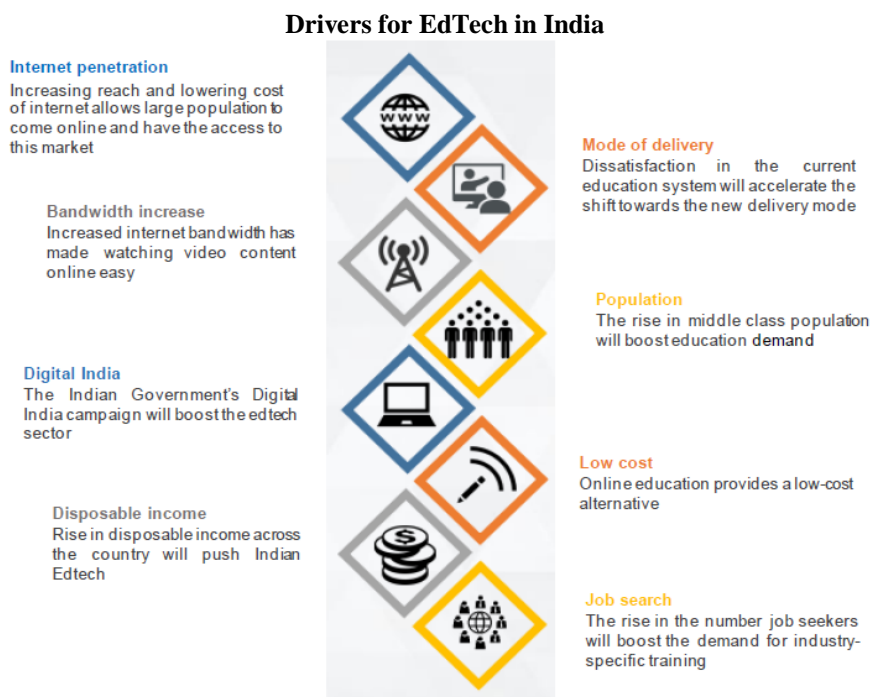 Drivers for EdTech in India
Internet penetration
Increasing reach and lowering cost
of internet allows large population to
come online and have the access to
this market
www
Mode of delivery
Dissatisfaction in the current
education system will accelerate the
shift towards the new delivery mode
Bandwidth increase
Increased internet bandwidth has
made watching video content
online easy
Population
The rise in middle class population
will boost education demand
Digital India
The Indian Government's Digital
India campaign will boost the edtech
sector
Low cost
Online education provides a low-cost
alternative
Disposable income
Rise in disposable income across
the country will push Indian
Edtech
$
Job search
The rise in the number job seekers
will boost the demand for industry-
specific training